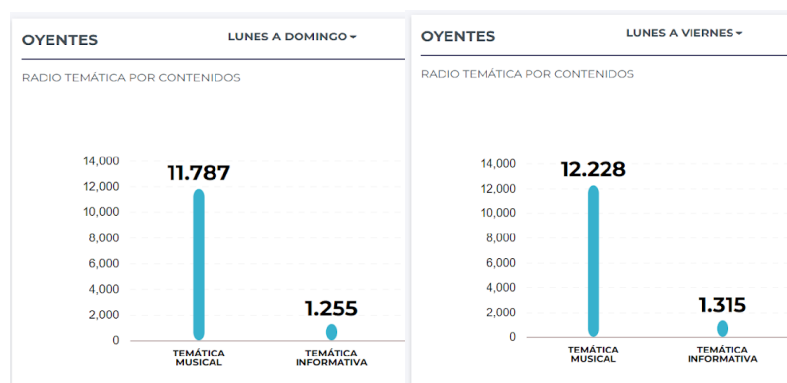 OYENTES
LUNES A DOMINGO
RADIO TEMÁTICA POR CONTENIDOS
14,000
12,000
10,000
8,000
6,000
4,000
2,000
0
11.787
1.255
TEMÁTICA
MUSICAL
TEMÁTICA
INFORMATIVA
OYENTES
LUNES A VIERNES
RADIO TEMÁTICA POR CONTENIDOS
14,000
12,000
10,000
8,000
6,000
4,000
2,000
0
12.228
1.315
TEMÁTICA
MUSICAL
TEMÁTICA
INFORMATIVA